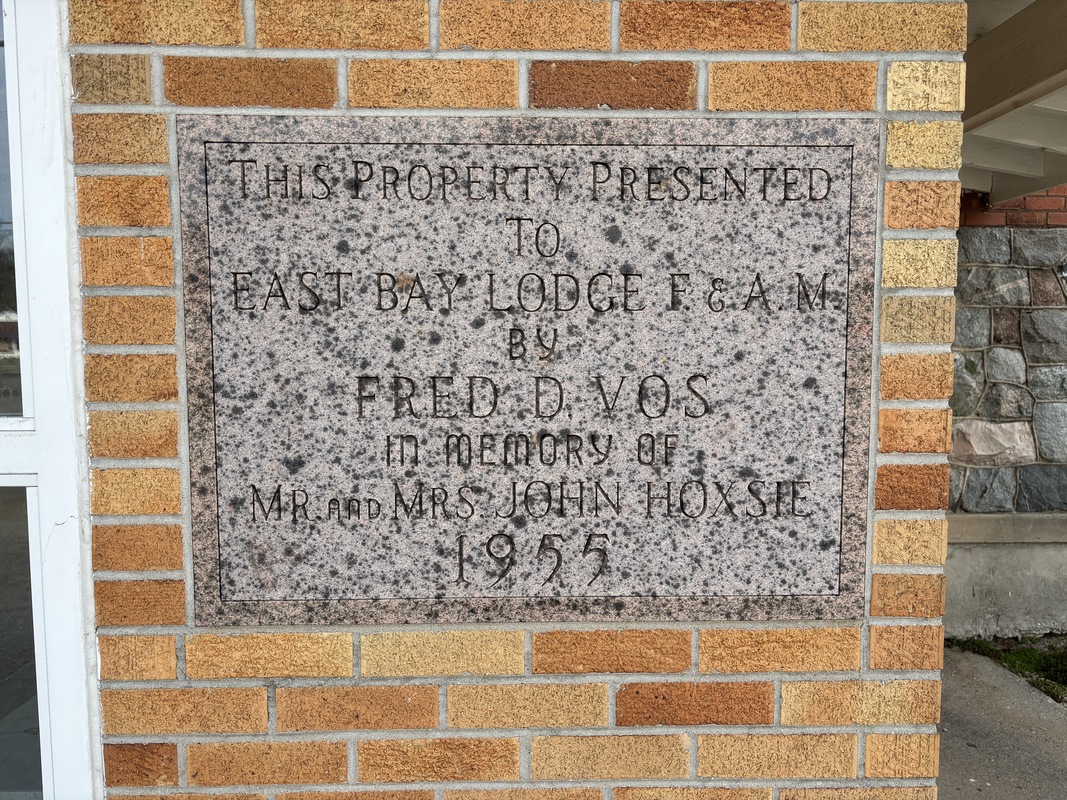 THIS PROPERTY PRESENTED
TO
EAST BAY LODGE F. & A. M.
BY
FRED D. VOS
IN MEMORY OF
MR. AND MRS. JOHN HOXSIE
1955